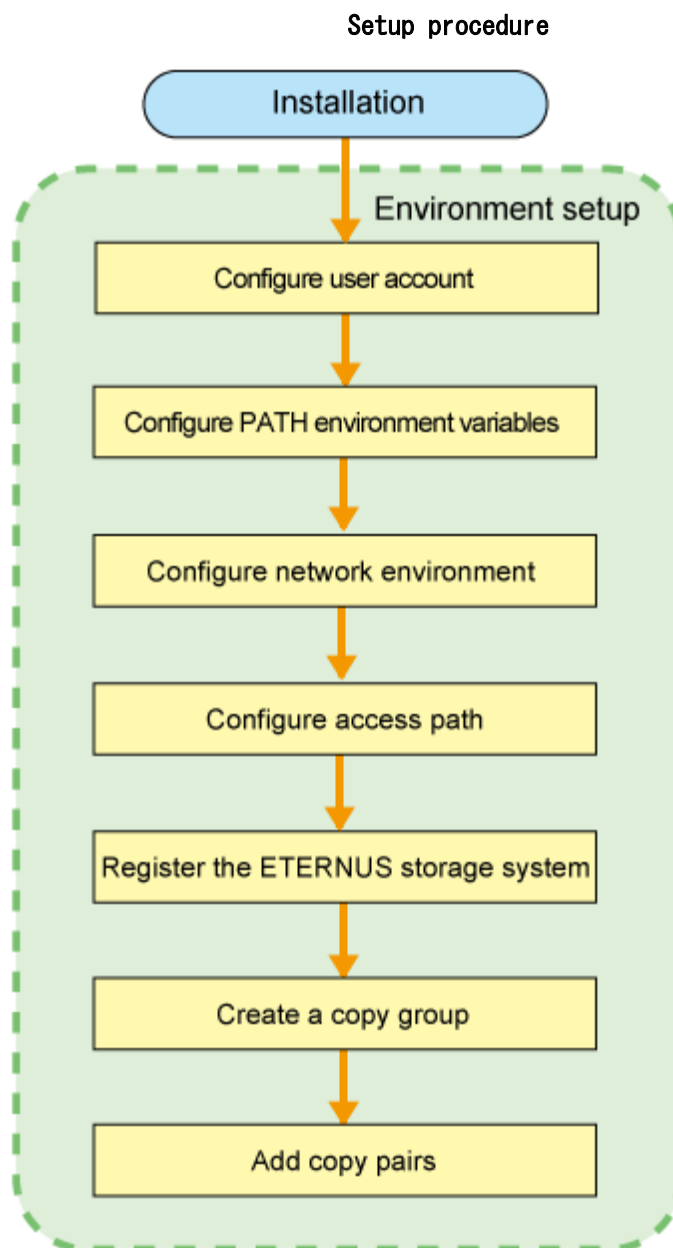 Setup procedure
Installation
Environment setup
Configure user account
Configure PATH environment variables
Configure network environment
Configure access path
Register the ETERNUS storage system
Create a copy group
Add copy pairs